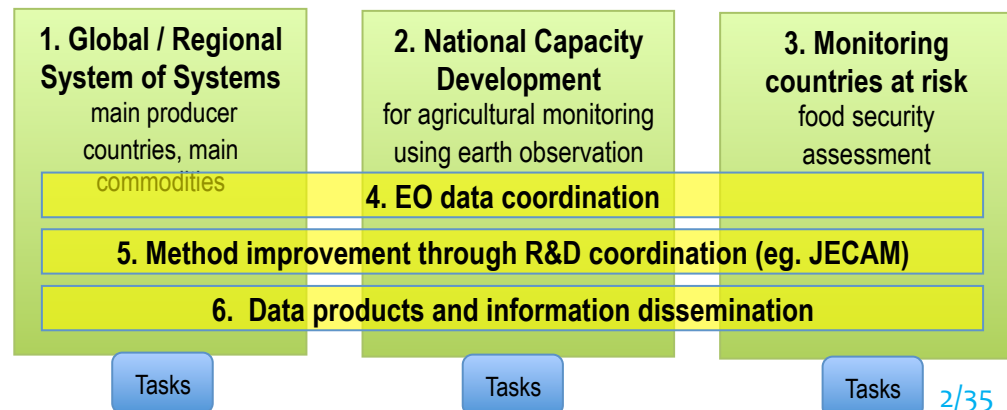 1. Global / Regional
System of Systems
main producer
countries, main
commodities
2. National Capacity
Development
for agricultural monitoring
using earth observation
3. Monitoring
countries at risk
food security
assessment
4. EO data coordination
5. Method improvement through R&D coordination (eg. JECAM)
6. Data products and information dissemination
Tasks
Tasks
Tasks
2/35